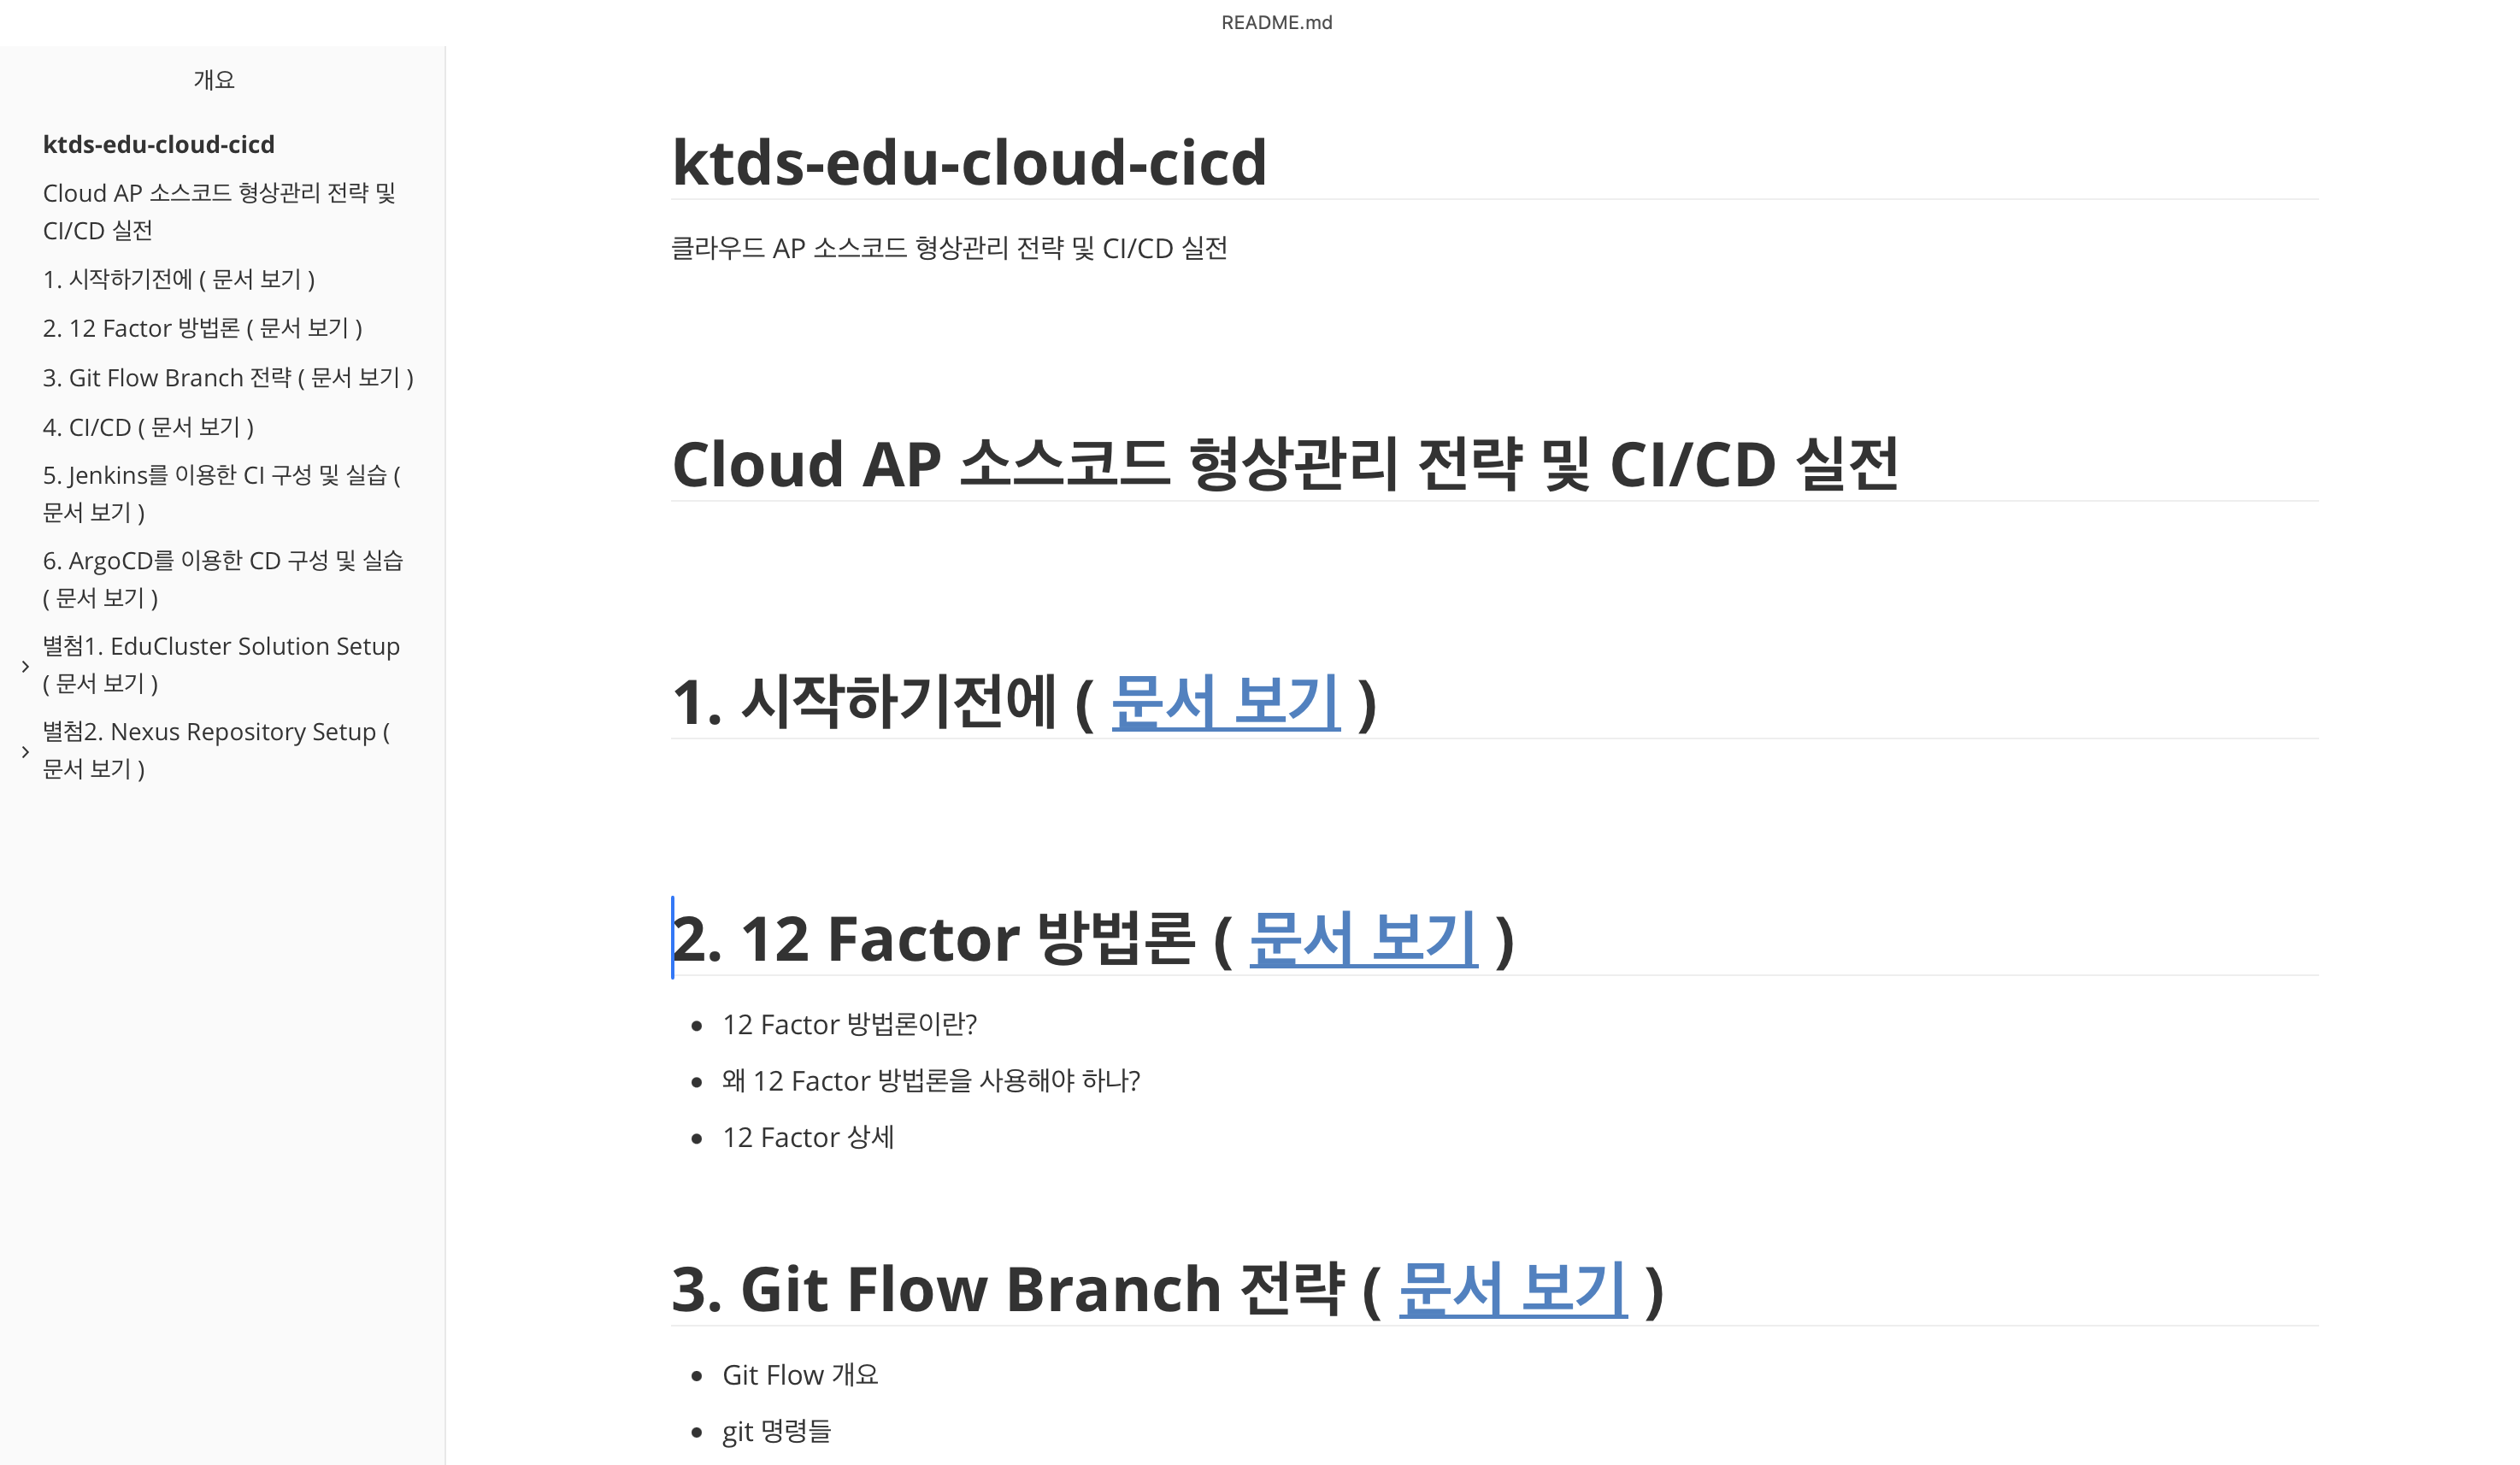 README.md
개요
ktds-edu-cloud-cicd
Cloud AP 소스코드 형상관리 전략 및
CI/CD 실전
1. 시작하기전에 ( 문서 보기 )
2. 12 Factor 방법론 ( 문서 보기 )
3. Git Flow Branch 전략 ( 문서 보기 )
4. CI/CD ( 문서 보기 )
5. Jenkins를 이용한 CI 구성 및 실습 (
문서 보기 )
6. ArgoCD를 이용한 CD 구성 및 실습
( 문서 보기 )
별첨1. EduCluster Solution Setup
( 문서 보기 )
별첨2. Nexus Repository Setup (
문서 보기 )
ktds-edu-cloud-cicd
클라우드 AP 소스코드 형상관리 전략 및 CI/CD 실전
Cloud AP 소스코드 형상관리 전략 및 CI/CD 실전
1. 시작하기전에 ( 문서 보기 )
2. 12 Factor 방법론 ( 문서 보기 )
• 12 Factor 방법론이란?
• 왜 12 Factor 방법론을 사용해야 하나?
• 12 Factor 상세
3. Git Flow Branch 전략 ( 문서 보기 )
• Git Flow 개요
• git 명령들